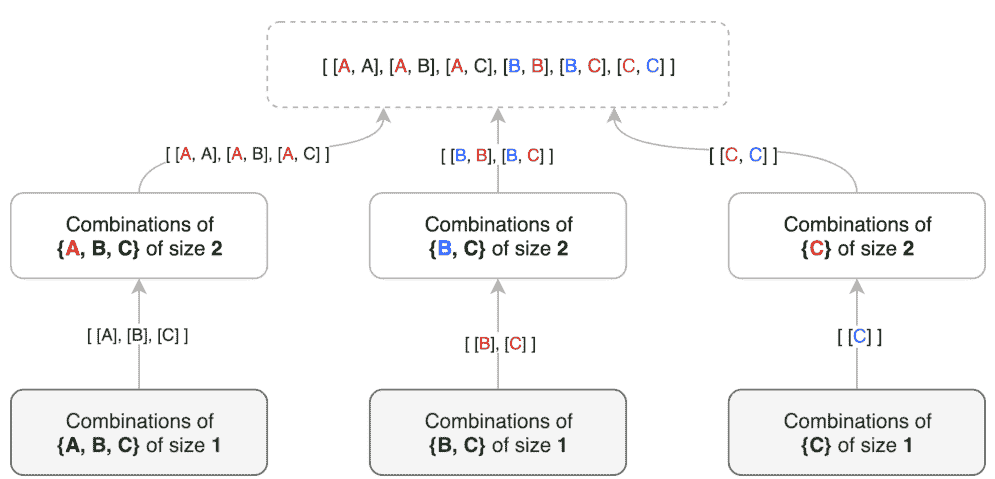 [ [A, A], [A, B], [A, C], [B, B], [B, C], [C, C] ]
[ [A, A], [A, B], [A, C] ]
[ [B, B], [B, C] ]
[ [C, C] ]
Combinations of
{A, B, C} of size 2
Combinations of
{B, C} of size 2
Combinations of
{C} of size 2
[ [A], [B], [C] ]
[ [B], [C] ]
[ [C] ]
Combinations of
{A, B, C} of size 1
Combinations of
{B, C} of size 1
Combinations of
{C} of size 1